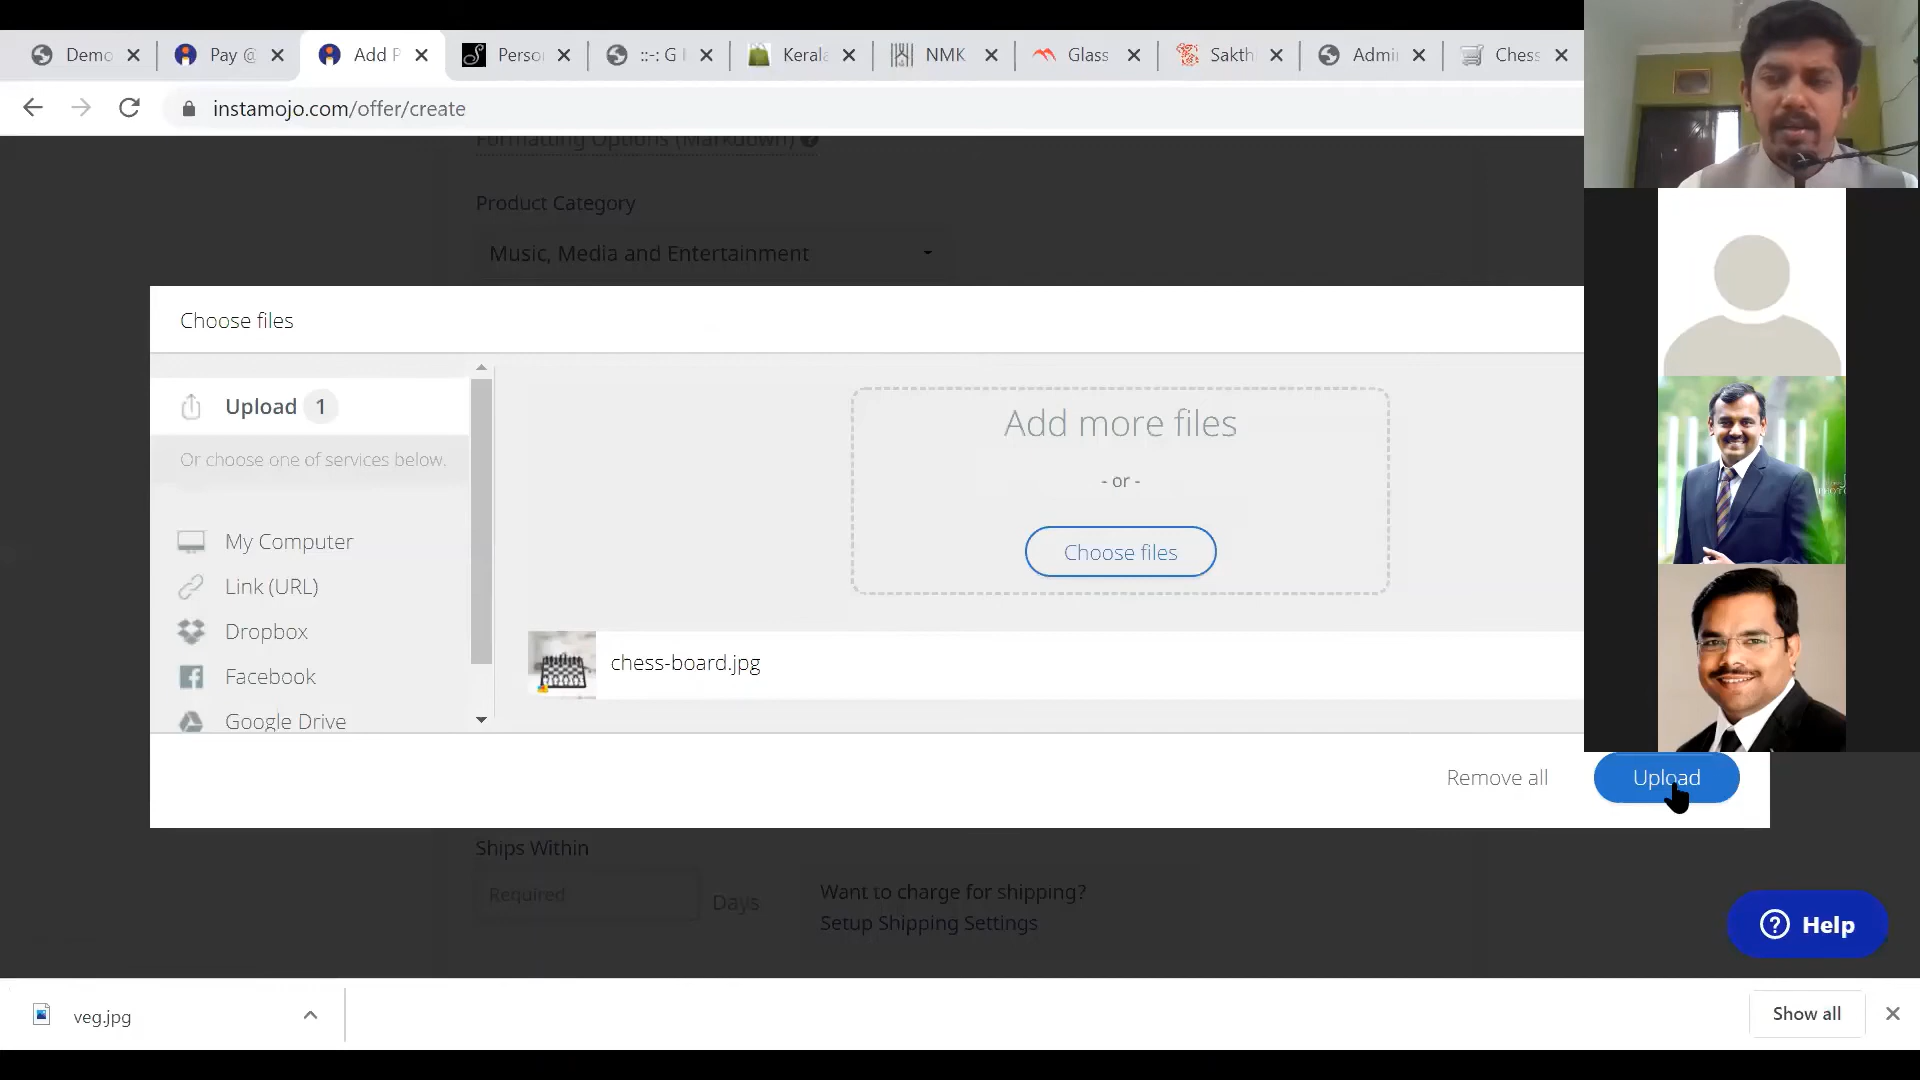 Demo
Pay @
Add P
Perso
::-: G I
Kerala
NMK
Glass
Sakth
Admi
Chess
instamojo.com/offer/create
Formatting Options (Markdown)
Product Category
Music, Media and Entertainment
Choose files
Upload 1
Or choose one of services below.
My Computer
Link (URL)
Dropbox
Facebook
Google Drive
Add more files
- or -
Choose files
chess-board.jpg
Remove all
Upload
Ships Within
Required
Days
Want to charge for shipping?
Setup Shipping Settings
Help
veg.jpg
Show all